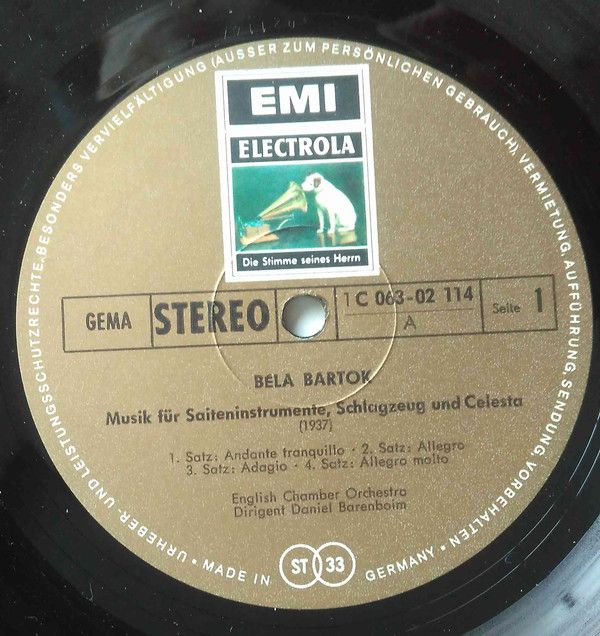 URHEBER- UND LEISTUNGSSCHUTZRECHTE, BESONDERS VERVIELFÄLTIGUNG (AUSSER ZUM PERSÖNLICHEN GEBRAUCH), VERMIETUNG, AUFFÜHRUNG, SENDUNG, VORBEHALTEN • MADE IN GERMANY •
EMI
ELECTROLA
Die Stimme seines Herrn
GEMA STEREO 1 C 063-02 114 Seite 1
A
BÉLA BARTOK
Musik für Saiteninstrumente, Schlagzeug und Celesta
(1937)
1. Satz: Andante tranquillo · 2. Satz: Allegro
3. Satz: Adagio · 4. Satz: Allegro molto
English Chamber Orchestra
Dirigent Daniel Barenboim
ST 33